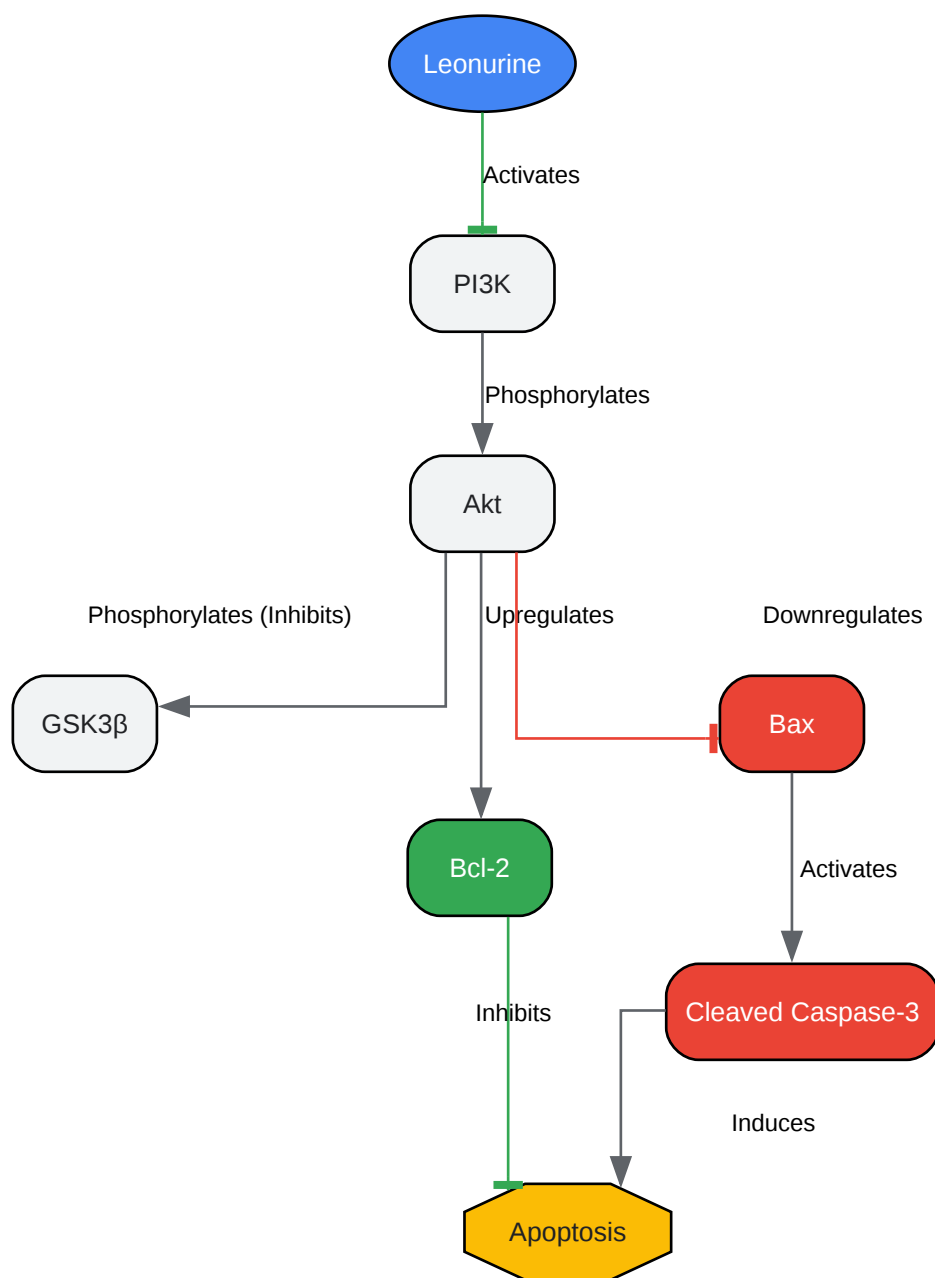 Leonurine
Activates
PI3K
Phosphorylates
Akt
Phosphorylates (Inhibits)
Upregulates
Downregulates
GSK3β
Bax
Bcl-2
Activates
Inhibits
Cleaved Caspase-3
Induces
Apoptosis